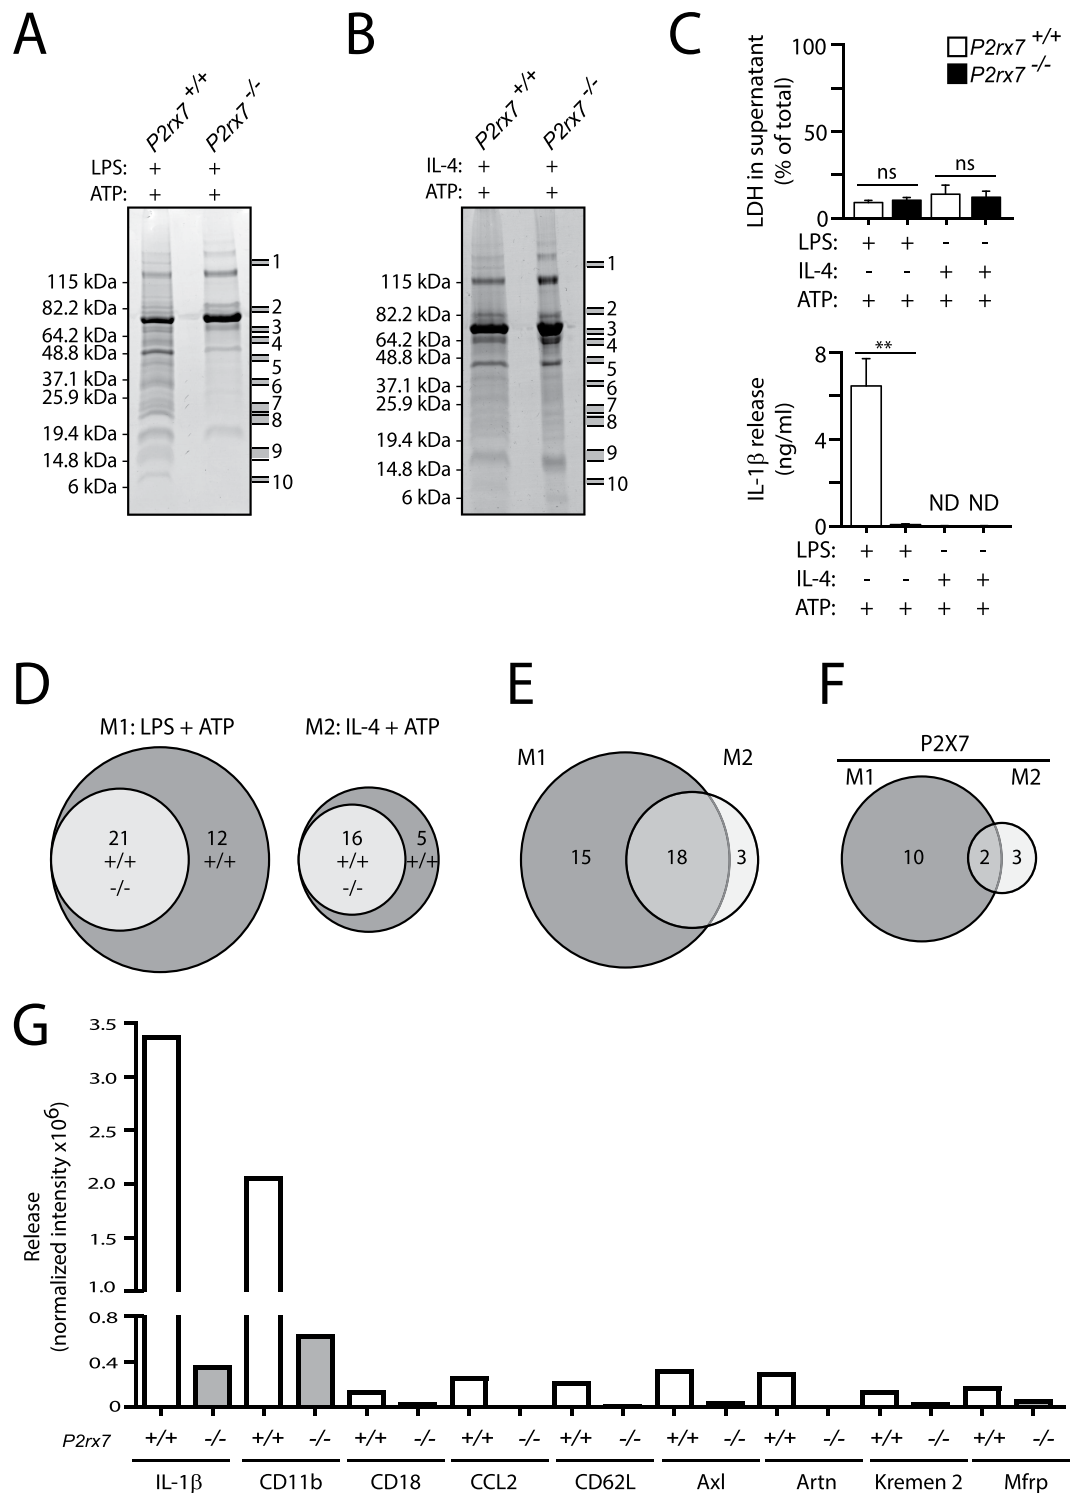 A
P2rx7 +/+
P2rx7 -/-
LPS: + +
ATP: + +
115 kDa
82.2 kDa
64.2 kDa
48.8 kDa
37.1 kDa
25.9 kDa
19.4 kDa
14.8 kDa
6 kDa
1
2
3
4
5
6
7
8
9
10
B
P2rx7 +/+
P2rx7 -/-
IL-4: + +
ATP: + +
115 kDa
82.2 kDa
64.2 kDa
48.8 kDa
37.1 kDa
25.9 kDa
19.4 kDa
14.8 kDa
6 kDa
1
2
3
4
5
6
7
8
9
10
C
P2rx7 +/+
P2rx7 -/-
LDH in supernatant
(% of total)
100
50
0
ns
ns
LPS: + + - -
IL-4: - - + +
ATP: + + + +
IL-1β release
(ng/ml)
8
4
0
**
ND ND
LPS: + + - -
IL-4: - - + +
ATP: + + + +
D
M1: LPS + ATP
21
+/+
-/-
12
+/+
M2: IL-4 + ATP
16
+/+
-/-
5
+/+
E
M1
M2
15
18
3
F
P2X7
M1
M2
10
2
3
G
Release
(normalized intensity x10⁶)
3.5
3.0
2.5
2.0
1.5
1.0
0.8
0.4
0
P2rx7 +/+ -/- +/+ -/- +/+ -/- +/+ -/- +/+ -/- +/+ -/- +/+ -/- +/+ -/- +/+ -/-
IL-1β CD11b CD18 CCL2 CD62L Axl Artn Kremen 2 Mfrp